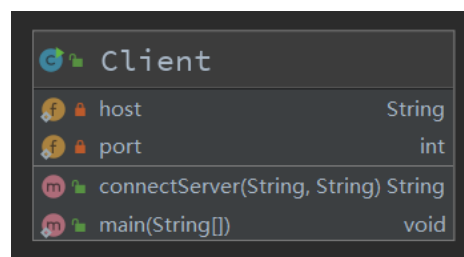 Client
host String
port int
connectServer(String, String) String
main(String[]) void